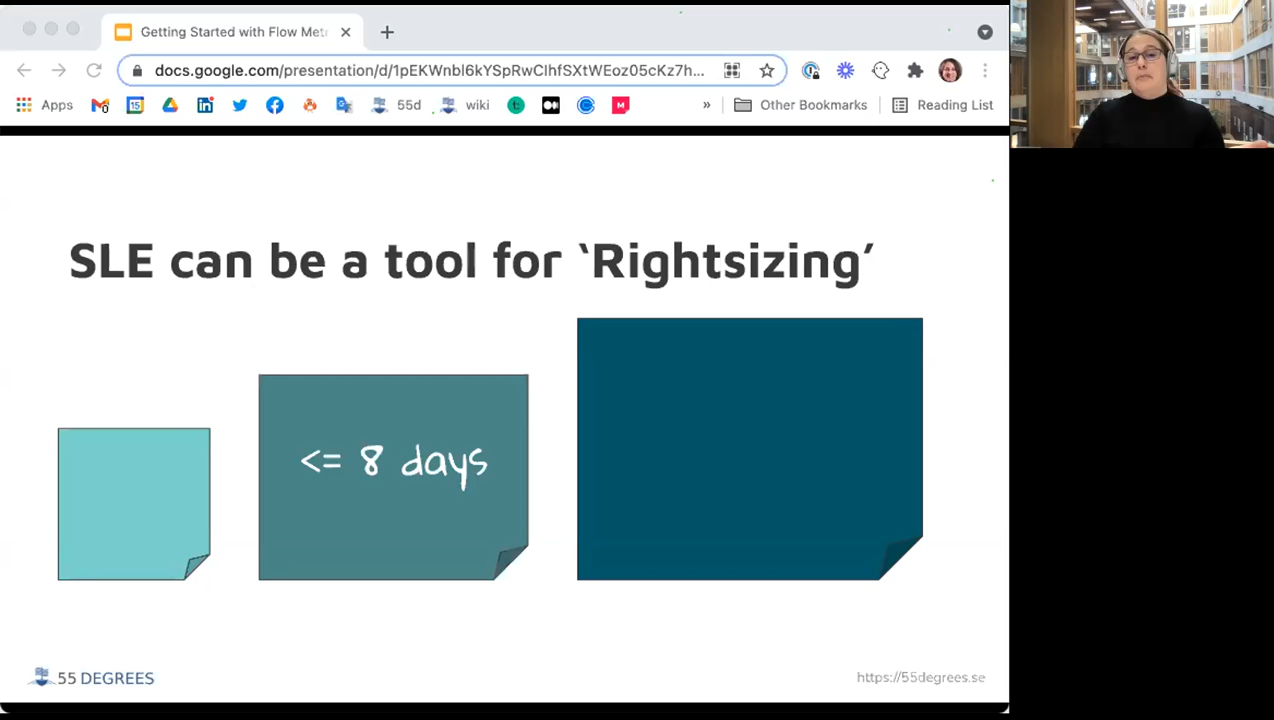 Getting Started with Flow Met
docs.google.com/presentation/d/1pEKWnbl6kYSpRwClhfSXtWEoz05cKz7h...
Apps
55d
wiki
»
Other Bookmarks
Reading List
SLE can be a tool for ‘Rightsizing’
<= 8 days
55 DEGREES
https://55degrees.se